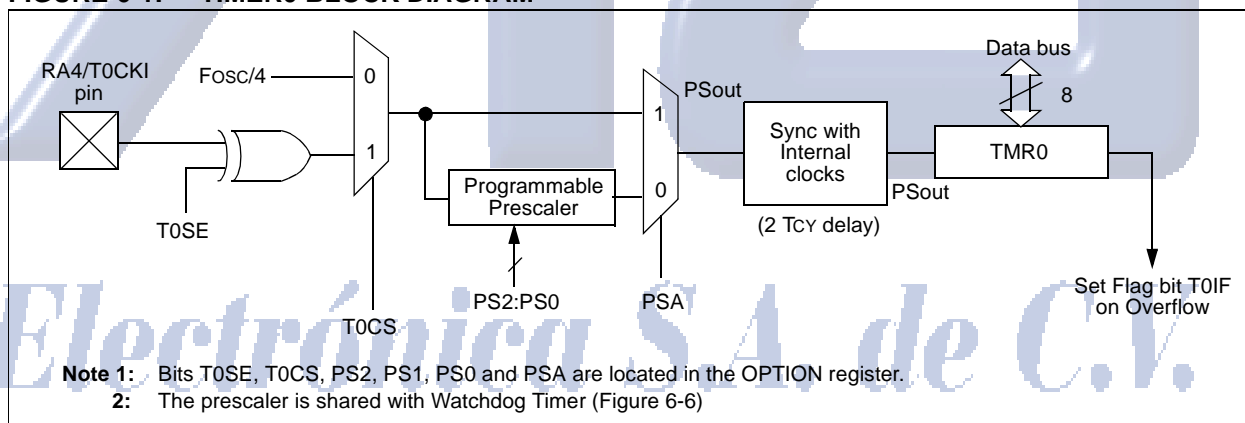 FIGURE 6-1: TIMER0 BLOCK DIAGRAM
Data bus
RA4/T0CKI
pin
FOSC/4
0
1
T0SE
T0CS
Programmable
Prescaler
PS2:PS0
1
0
PSout
PSA
Sync with
Internal
clocks
(2 TCY delay)
PSout
8
TMR0
Set Flag bit T0IF
on Overflow
Note 1: Bits T0SE, T0CS, PS2, PS1, PS0 and PSA are located in the OPTION register.
2: The prescaler is shared with Watchdog Timer (Figure 6-6)
Electrónica S.A. de C.V.